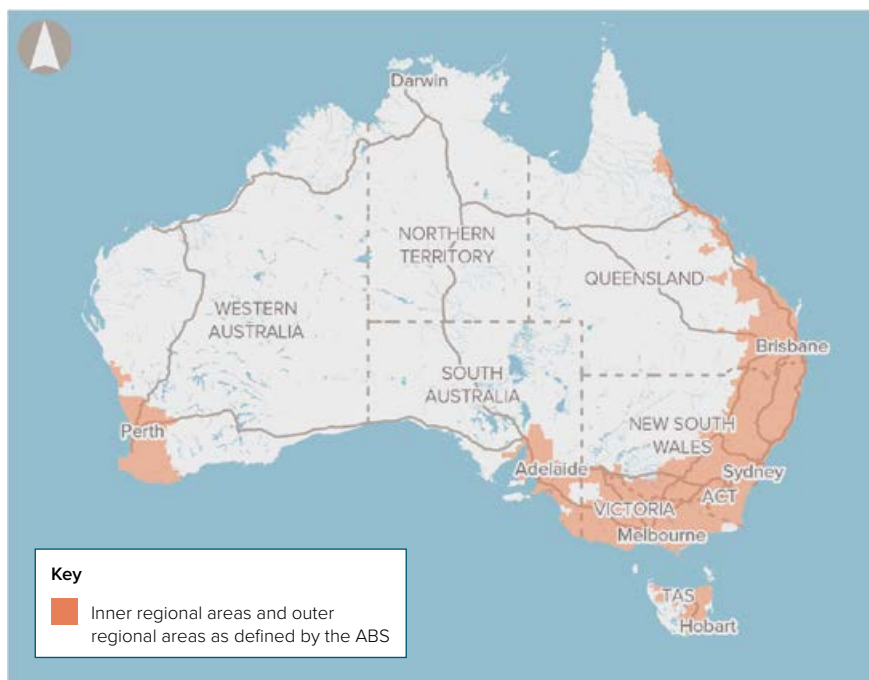 Darwin
NORTHERN
TERRITORY
QUEENSLAND
WESTERN
AUSTRALIA
SOUTH
AUSTRALIA
Brisbane
NEW SOUTH
WALES
Perth
Adelaide
Sydney
ACT
VICTORIA
Melbourne
TAS
Hobart
Key
Inner regional areas and outer
regional areas as defined by the ABS